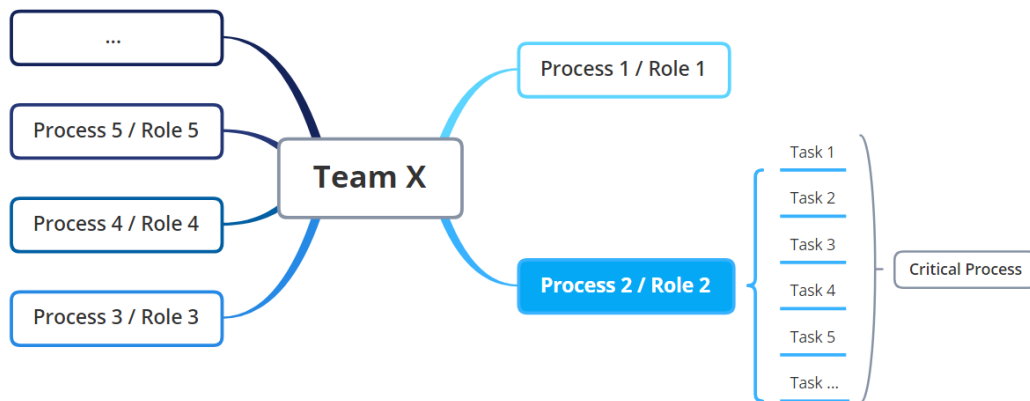 ...
Process 1 / Role 1
Process 5 / Role 5
Team X
Process 4 / Role 4
Process 3 / Role 3
Process 2 / Role 2
Task 1
Task 2
Task 3
Task 4
Task 5
Task ...
Critical Process